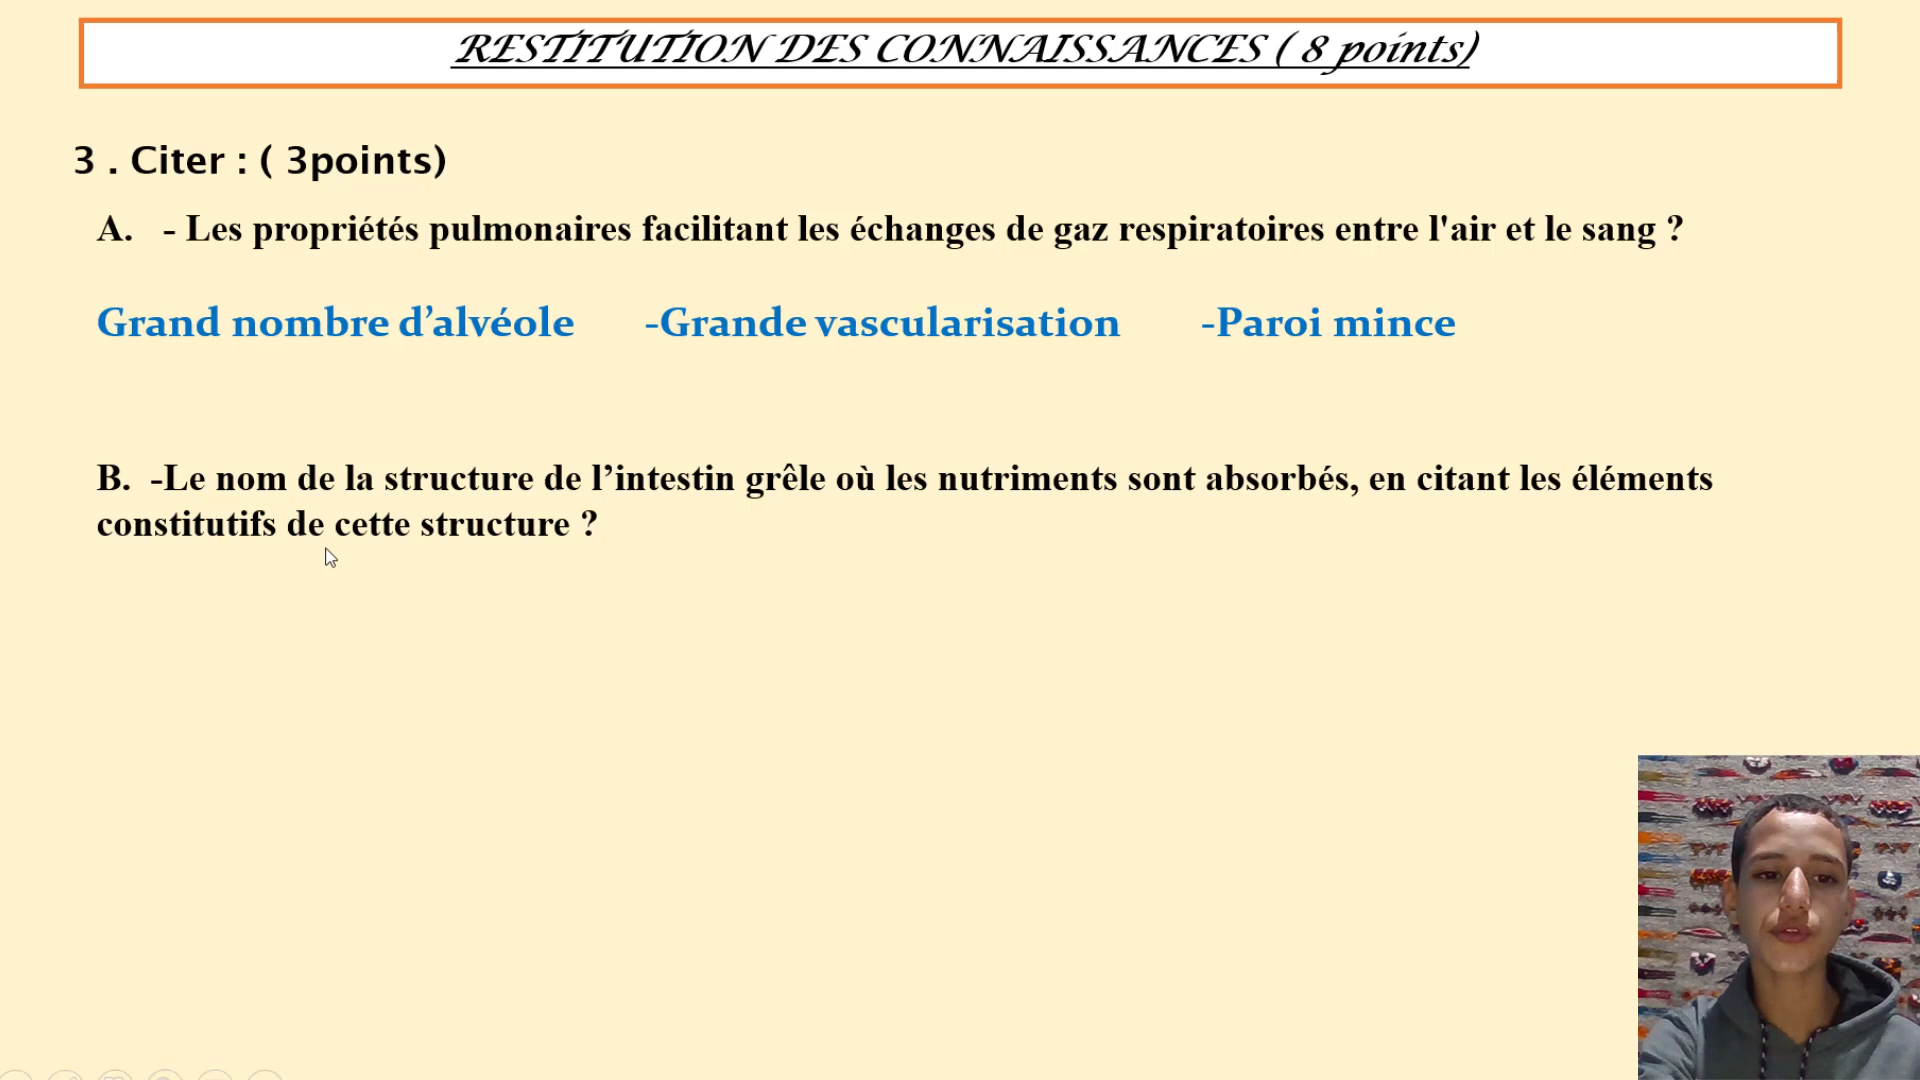 RESTITUTION DES CONNAISSANCES ( 8 points)
3 . Citer : ( 3points)
A. - Les propriétés pulmonaires facilitant les échanges de gaz respiratoires entre l'air et le sang ?
Grand nombre d’alvéole -Grande vascularisation -Paroi mince
B. -Le nom de la structure de l’intestin grêle où les nutriments sont absorbés, en citant les éléments
constitutifs de cette structure ?